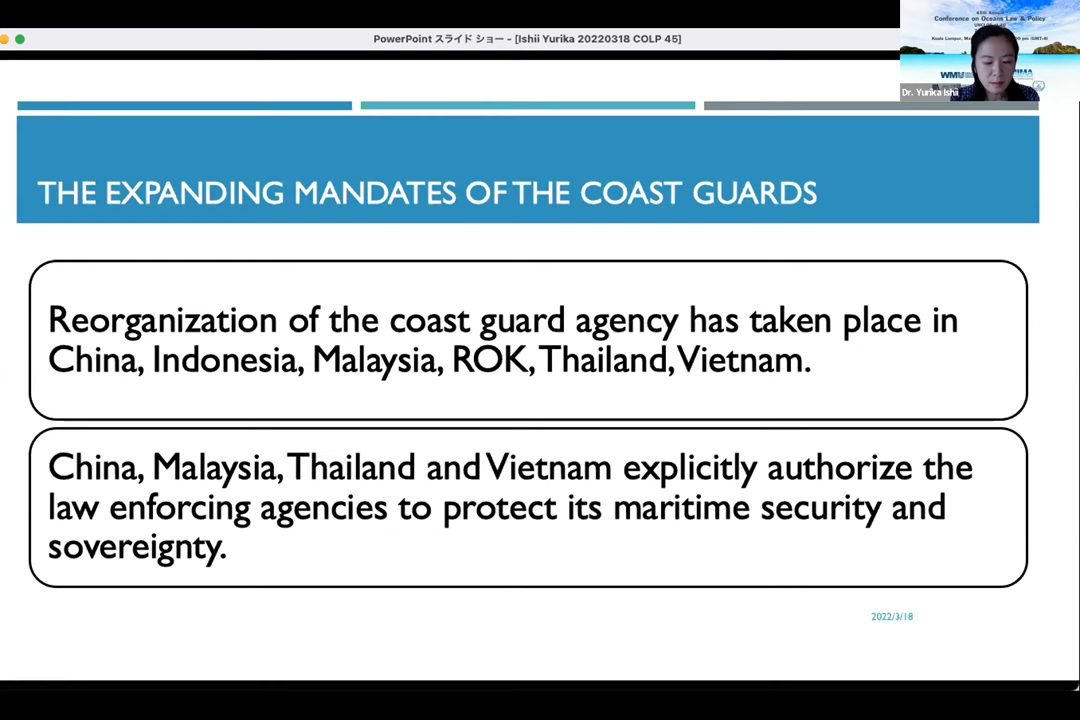 PowerPoint スライド ショー - [Ishii Yurika 20220318 COLP 45]
45th Annual
Conference on Oceans Law & Policy
WMU
Dr. Yurika Ishii
THE EXPANDING MANDATES OF THE COAST GUARDS
Reorganization of the coast guard agency has taken place in
China, Indonesia, Malaysia, ROK, Thailand, Vietnam.
China, Malaysia, Thailand and Vietnam explicitly authorize the
law enforcing agencies to protect its maritime security and
sovereignty.
2022/3/18